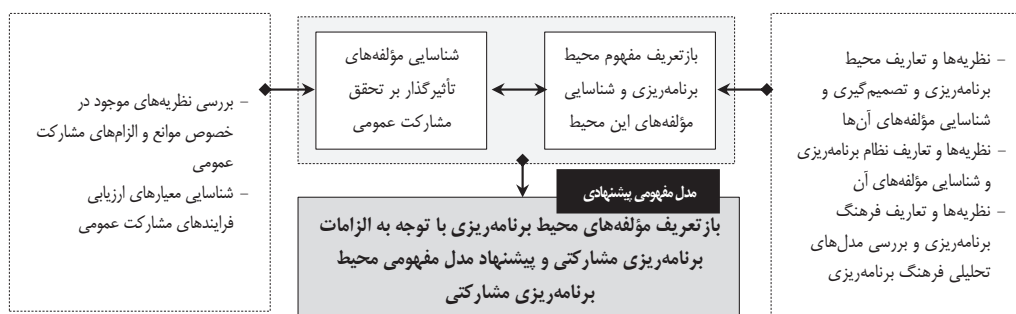 – نظریه‌ها و تعاریف محیط
برنامه‌ریزی و تصمیم‌گیری و
شناسایی مؤلفه‌های آن‌ها
– نظریه‌ها و تعاریف نظام برنامه‌ریزی
و شناسایی مؤلفه‌های آن
– نظریه‌ها و تعاریف فرهنگ
برنامه‌ریزی و بررسی مدل‌های
تحلیلی فرهنگ برنامه‌ریزی
بازتعریف مفهوم محیط
برنامه‌ریزی و شناسایی
مؤلفه‌های این محیط
شناسایی مؤلفه‌های
تأثیرگذار بر تحقق
مشارکت عمومی
– بررسی نظریه‌های موجود در
خصوص موانع و الزام‌های مشارکت
عمومی
– شناسایی معیارهای ارزیابی
فرایندهای مشارکت عمومی
مدل مفهومی پیشنهادی
بازتعریف مؤلفه‌های محیط برنامه‌ریزی با توجه به الزامات
برنامه‌ریزی مشارکتی و پیشنهاد مدل مفهومی محیط
برنامه‌ریزی مشارکتی